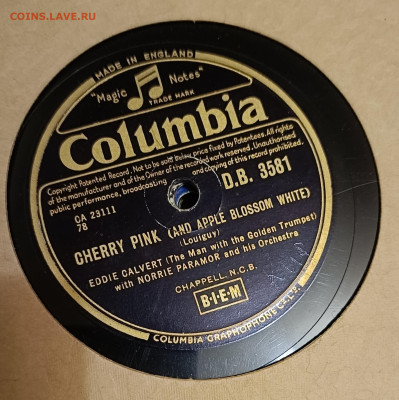 COINS.LAVE.RU
MADE IN ENGLAND
"Magic Notes"
TRADE MARK
Columbia
Copyright Patented Record. Not to be sold below price fixed by Patentees. All rights
of the manufacturer and of the Owner of the recorded work reserved. Unauthorised
public performance, broadcasting and copying of this record prohibited.
CA 23111
78
D.B. 3581
CHERRY PINK (AND APPLE BLOSSOM WHITE)
(Louiguy)
EDDIE CALVERT (The Man with the Golden Trumpet)
with NORRIE PARAMOR and his Orchestra
CHAPPELL, N.C.B.
B·I·E·M
COLUMBIA GRAPHOPHONE Co. LTD.